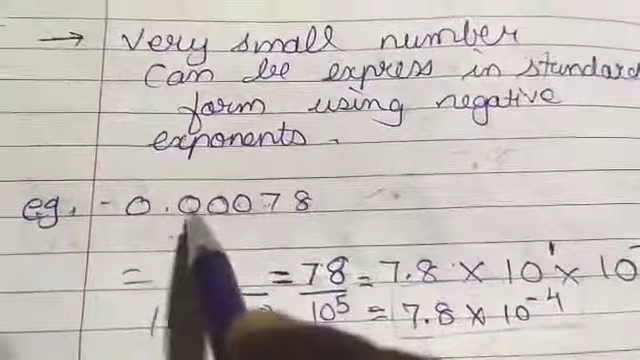 → Very small number
Can be express in standard
form using negative
exponents.
eg. - 0.00078
= = 78/10⁵ = 7.8 × 10¹ × 10⁻
= 7.8 × 10⁻⁴